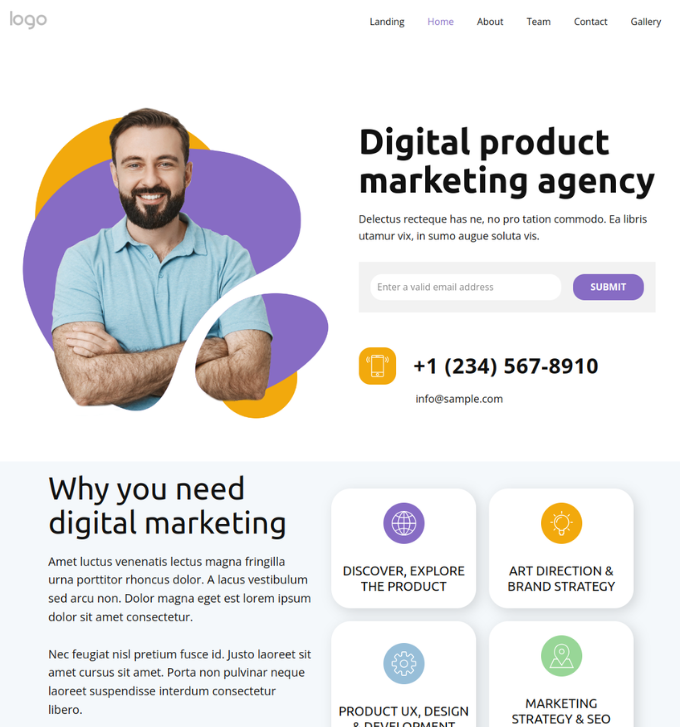 logo
Landing Home About Team Contact Gallery
Digital product
marketing agency
Delectus recteque has ne, no pro tation commodo. Ea libris
utamur vix, in sumo augue soluta vis.
Enter a valid email address SUBMIT
+1 (234) 567-8910
info@sample.com
Why you need
digital marketing
Amet luctus venenatis lectus magna fringilla
urna porttitor rhoncus dolor. A lacus vestibulum
sed arcu non. Dolor magna eget est lorem ipsum
dolor sit amet consectetur.
Nec feugiat nisl pretium fusce id. Justo laoreet sit
amet cursus sit amet. Porta non pulvinar neque
laoreet suspendisse interdum consectetur
libero.
DISCOVER, EXPLORE
THE PRODUCT
ART DIRECTION &
BRAND STRATEGY
PRODUCT UX, DESIGN
& DEVELOPMENT
MARKETING
STRATEGY & SEO